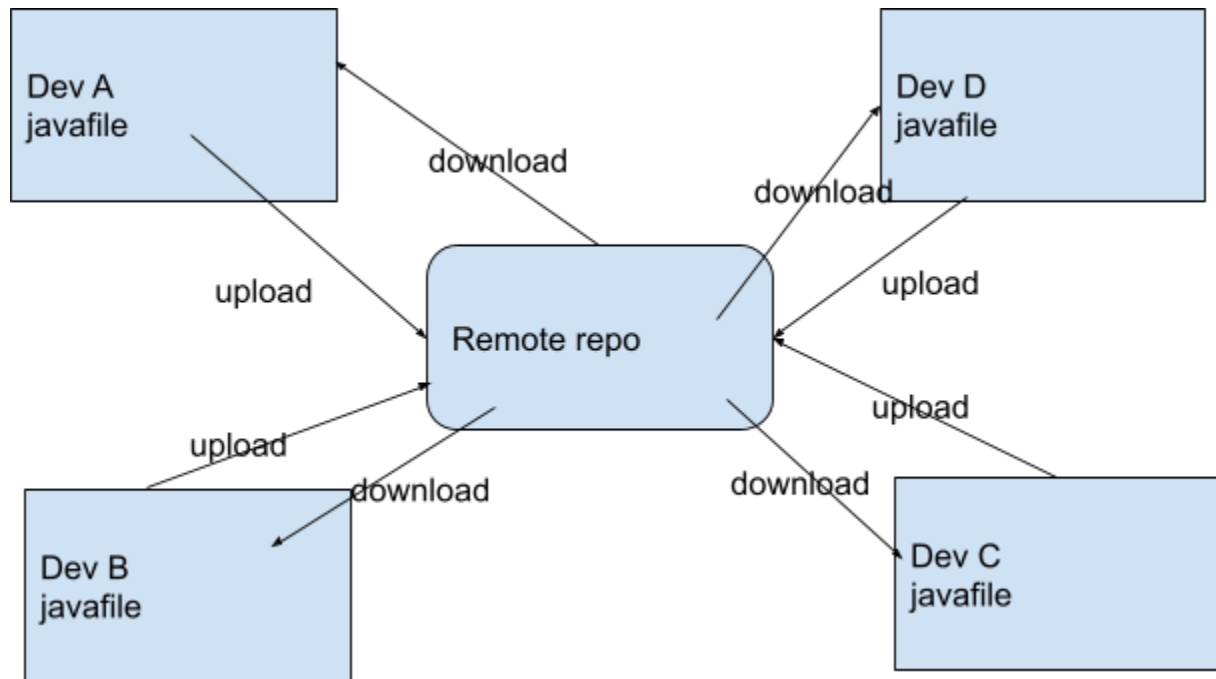 Dev A
javafile
Dev D
javafile
download
download
upload
upload
Remote repo
upload
upload
download
download
Dev B
javafile
Dev C
javafile